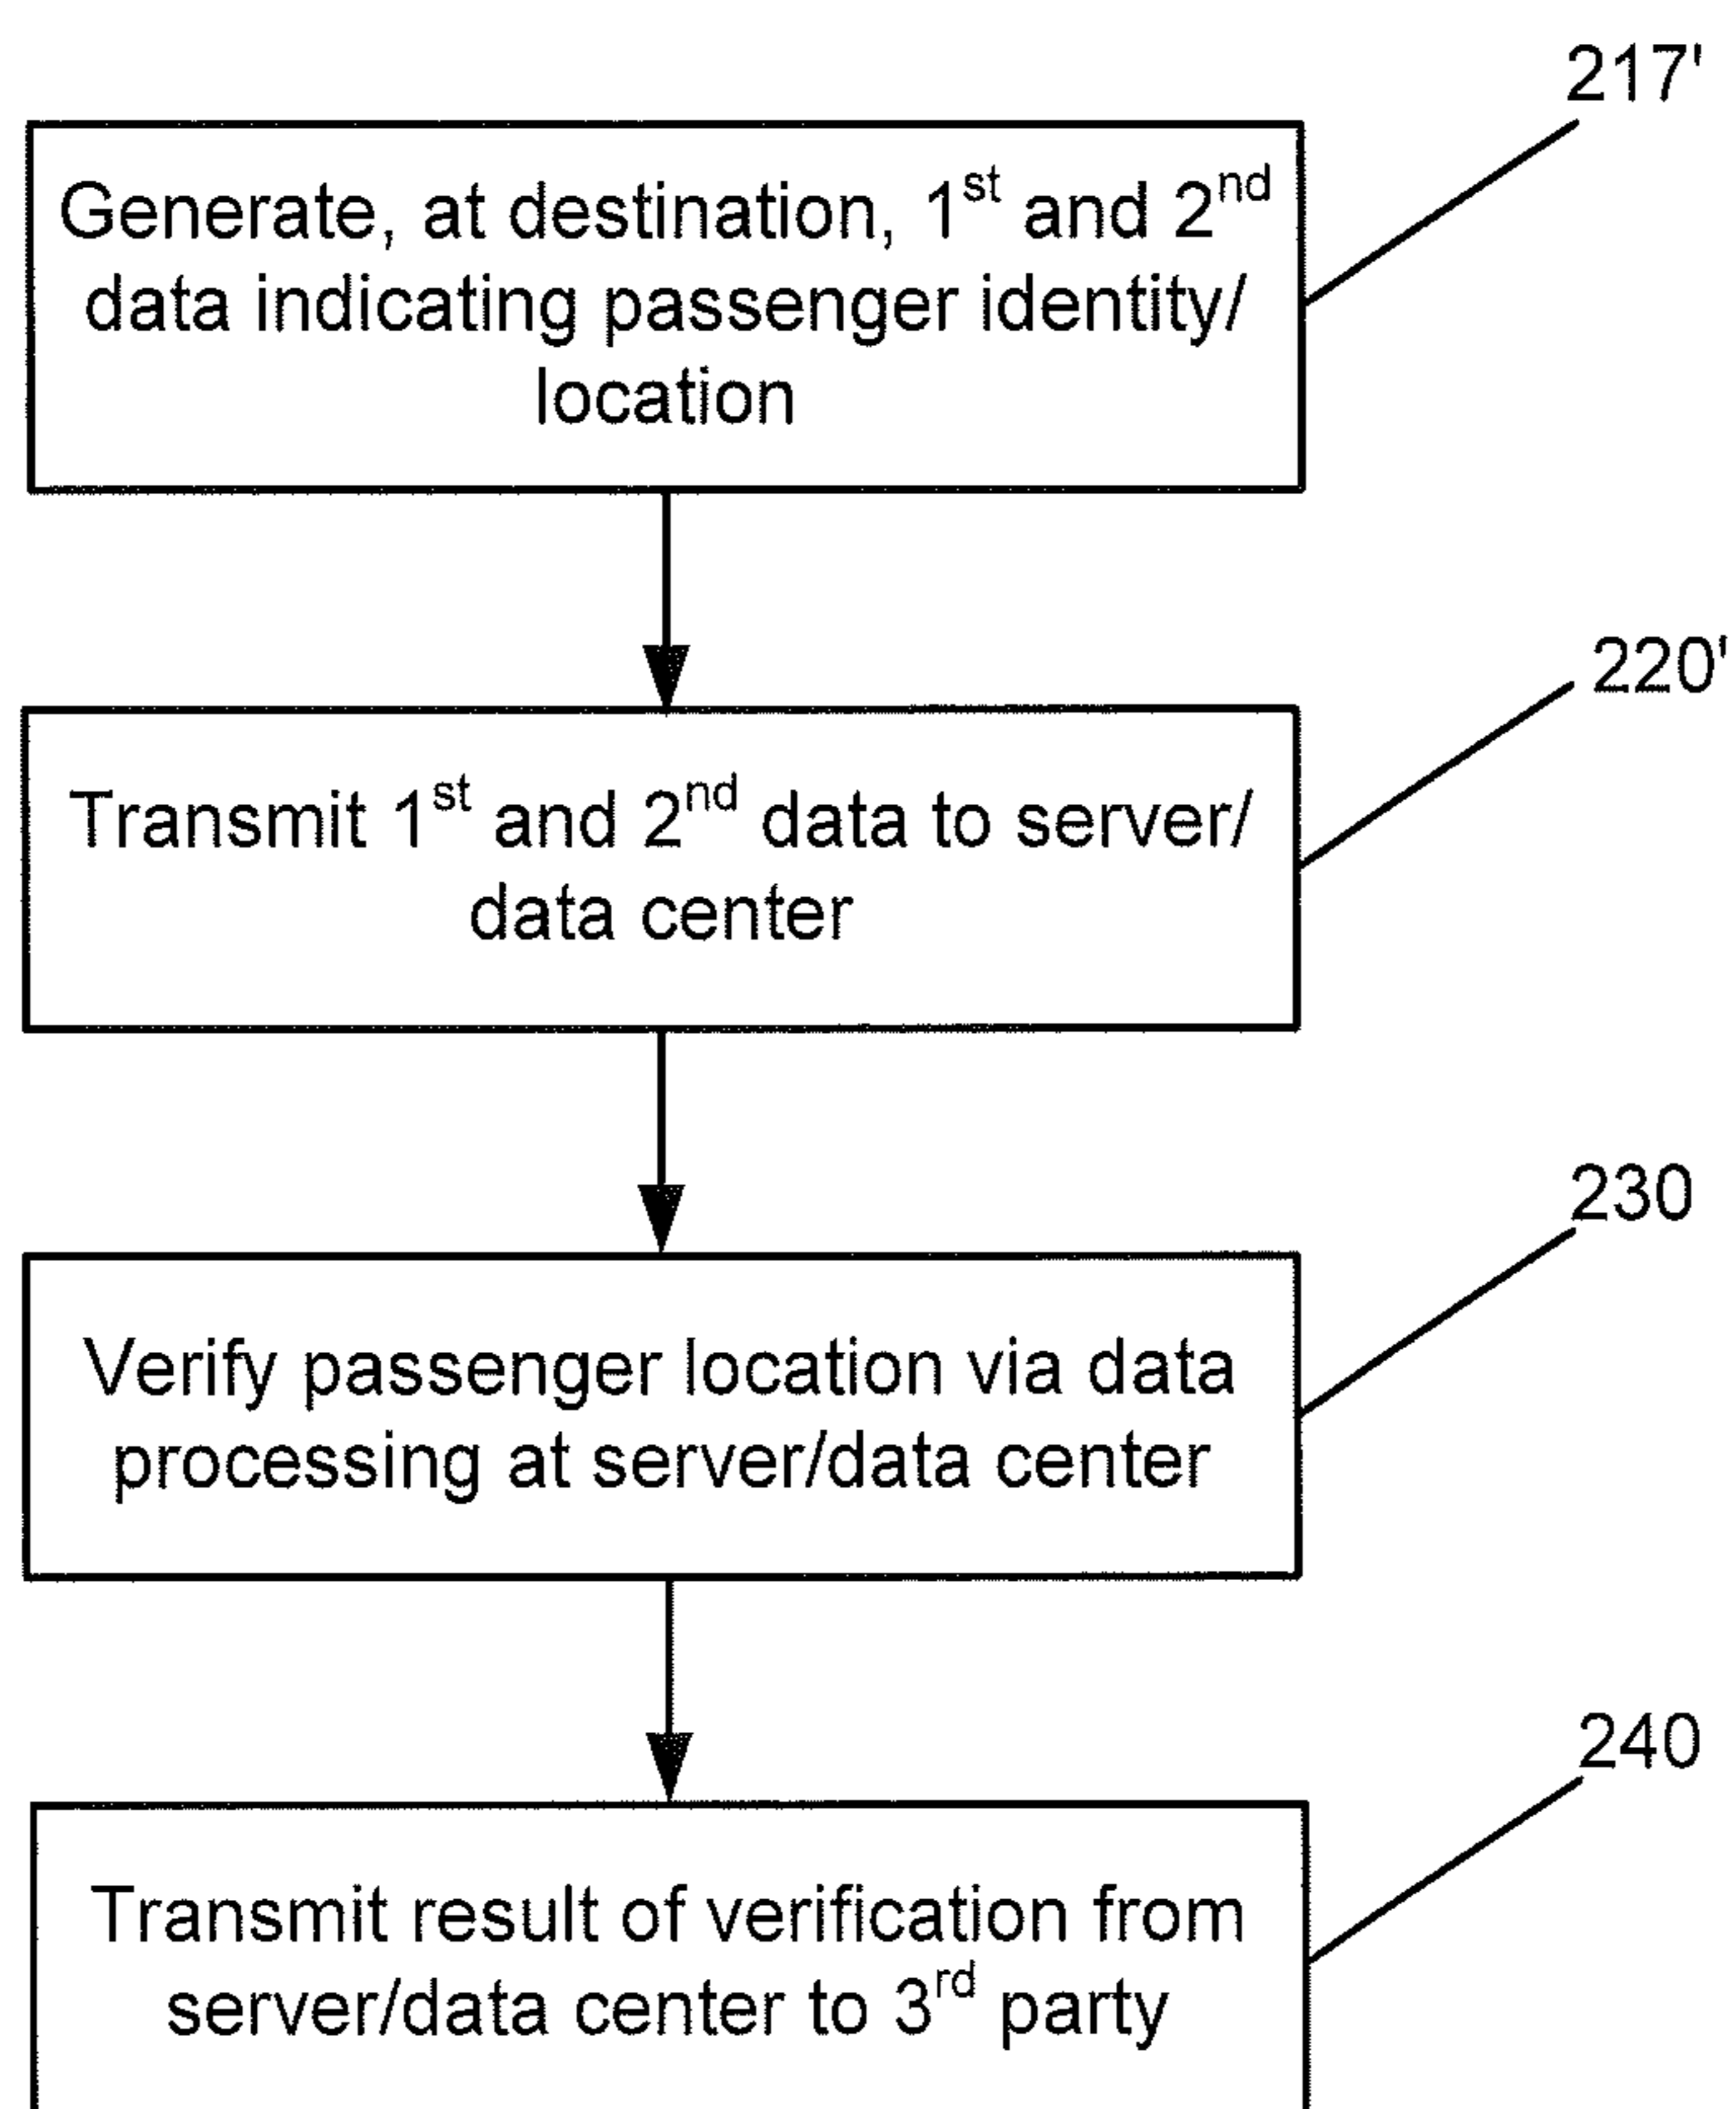 217'
Generate, at destination, 1st and 2nd
data indicating passenger identity/
location
220'
Transmit 1st and 2nd data to server/
data center
230
Verify passenger location via data
processing at server/data center
240
Transmit result of verification from
server/data center to 3rd party